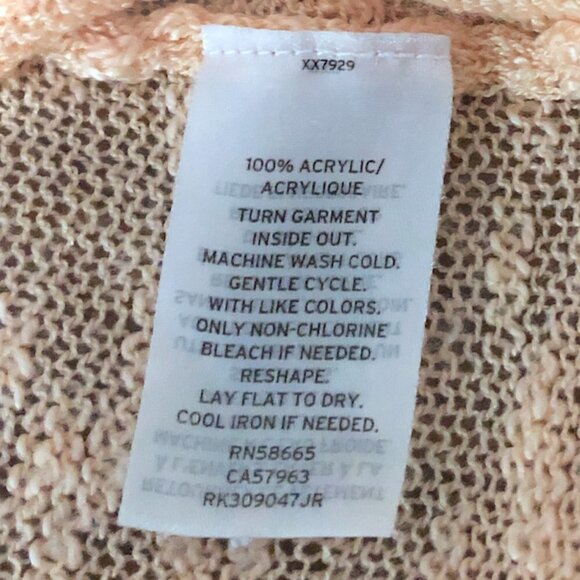 XX7929
100% ACRYLIC/
ACRYLIQUE
TURN GARMENT
INSIDE OUT.
MACHINE WASH COLD.
GENTLE CYCLE.
WITH LIKE COLORS.
ONLY NON-CHLORINE
BLEACH IF NEEDED.
RESHAPE.
LAY FLAT TO DRY.
COOL IRON IF NEEDED.
RN58665
CA57963
RK309047JR